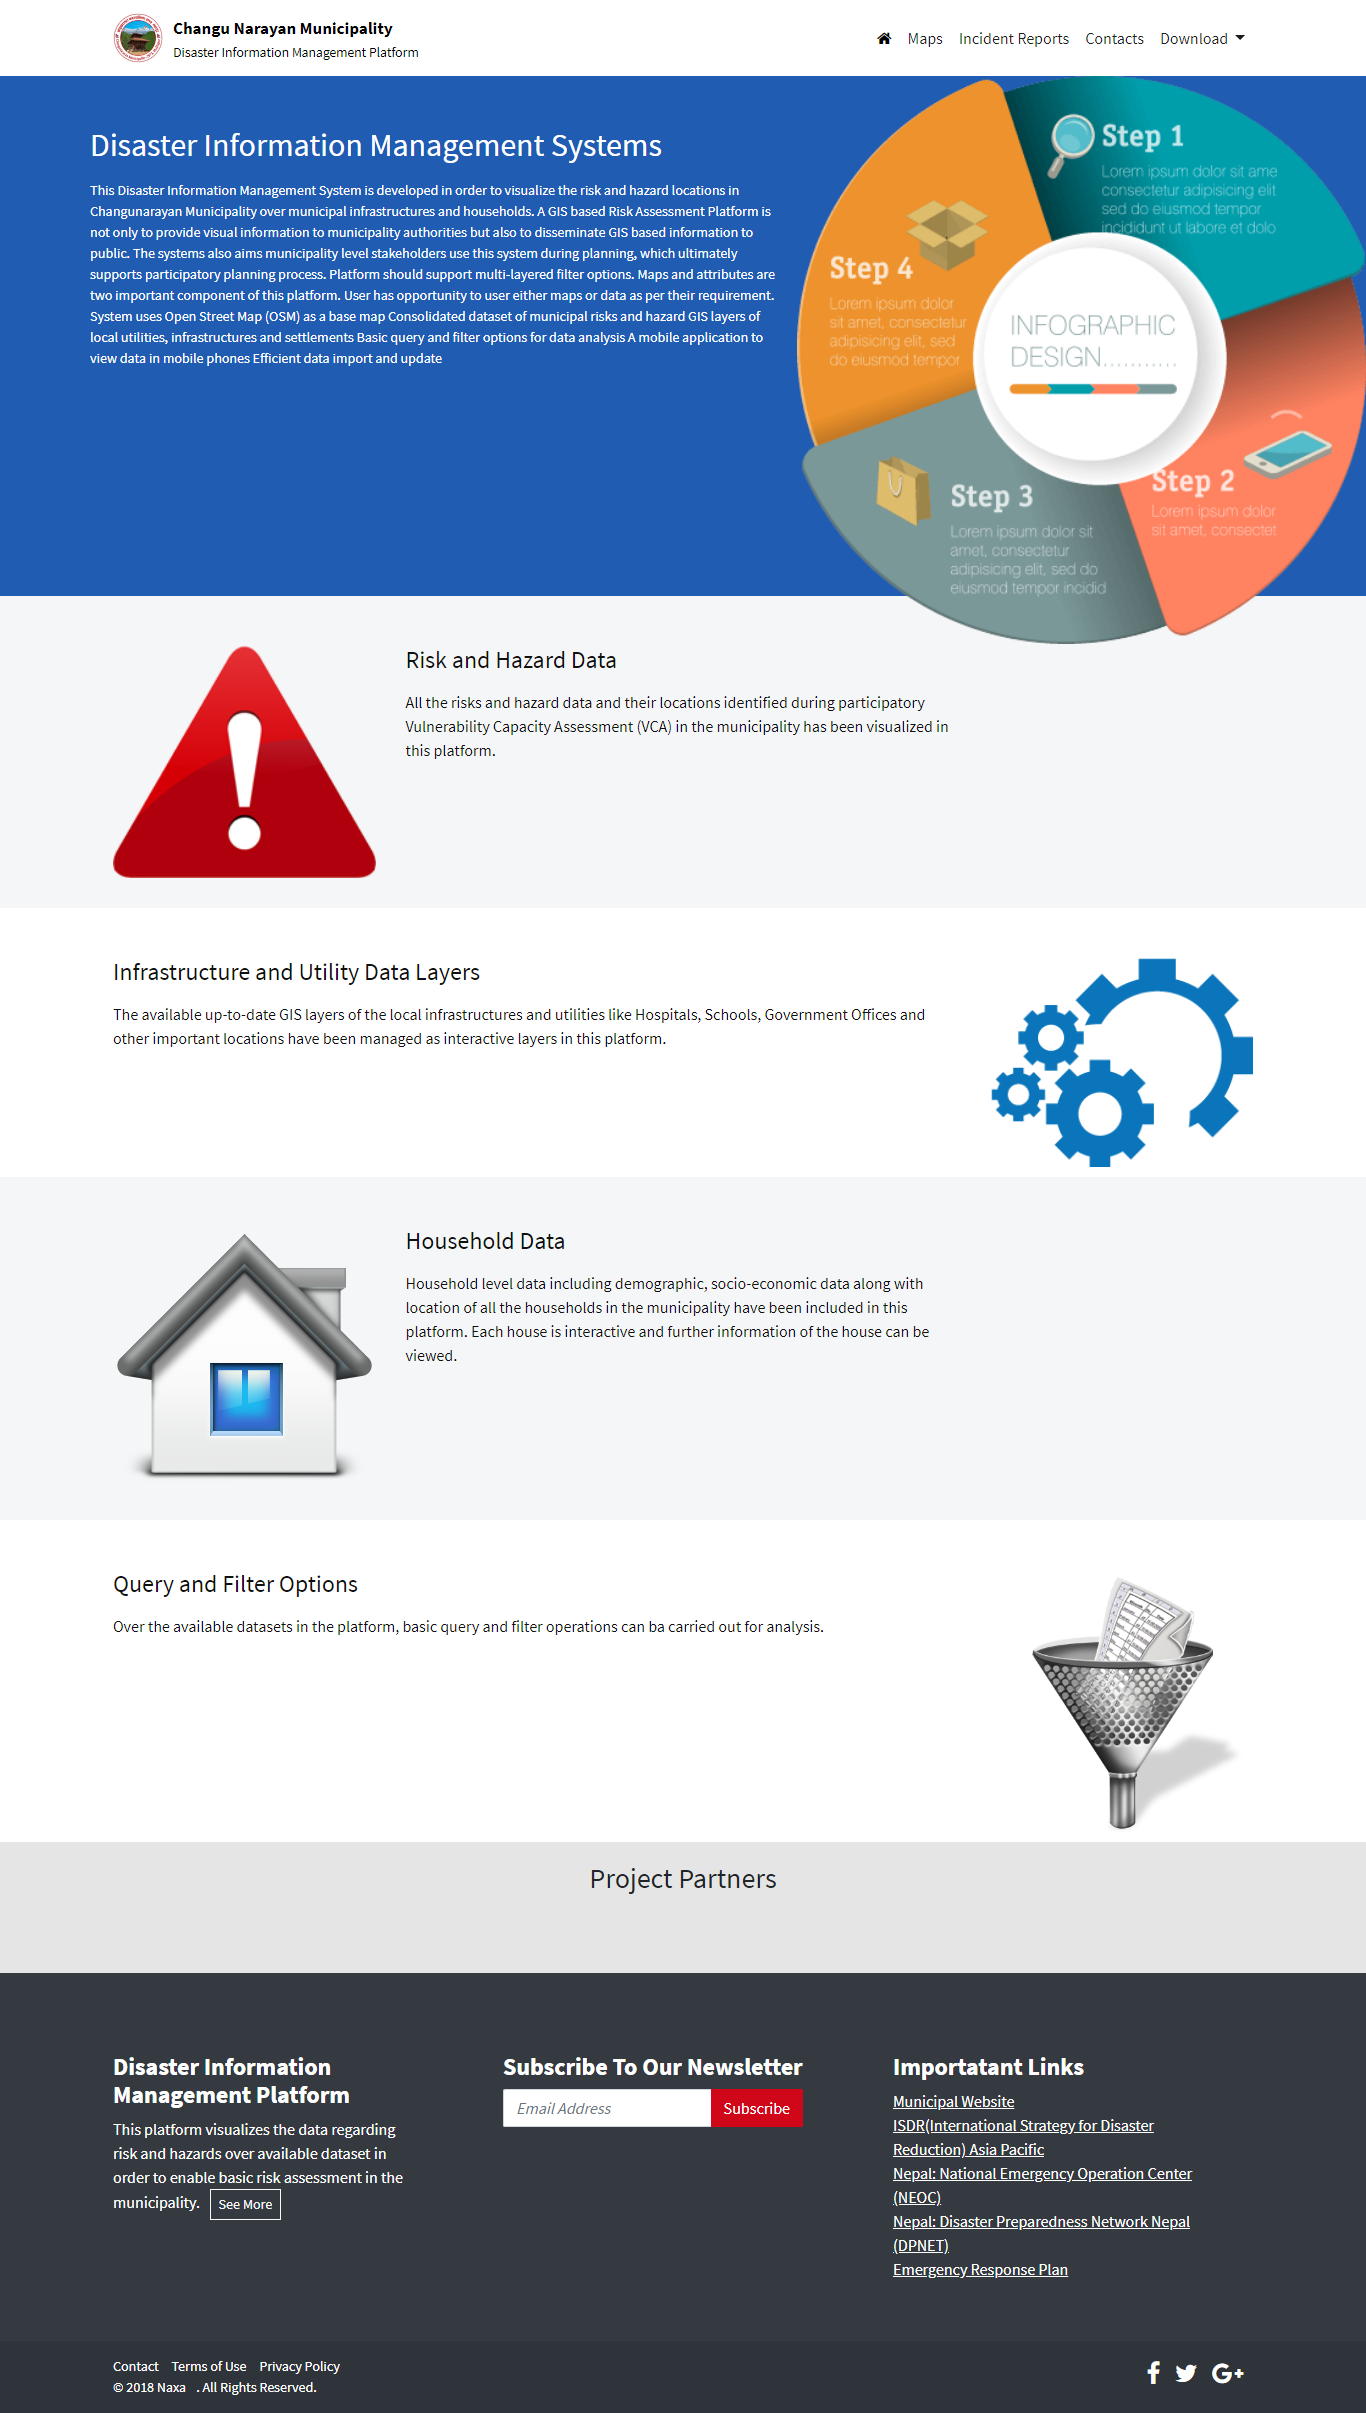 Changu Narayan Municipality
Disaster Information Management Platform
Maps Incident Reports Contacts Download
Disaster Information Management Systems
This Disaster Information Management System is developed in order to visualize the risk and hazard locations in
Changunarayan Municipality over municipal infrastructures and households. A GIS based Risk Assessment Platform is
not only to provide visual information to municipality authorities but also to disseminate GIS based information to
public. The systems also aims municipality level stakeholders use this system during planning, which ultimately
supports participatory planning process. Platform should support multi-layered filter options. Maps and attributes are
two important component of this platform. User has opportunity to user either maps or data as per their requirement.
System uses Open Street Map (OSM) as a base map Consolidated dataset of municipal risks and hazard GIS layers of
local utilities, infrastructures and settlements Basic query and filter options for data analysis A mobile application to
view data in mobile phones Efficient data import and update
Step 1
Lorem ipsum dolor sit ame
consectetur adipisicing elit
sed do eiusmod tempor
incididunt ut labore et dolo
Step 4
Lorem ipsum dolor
sit amet, consectetur
adipisicing elit, sed
do eiusmod tempor
INFOGRAPHIC
DESIGN...........
Step 2
Lorem ipsum dolor
sit amet, consectet
Step 3
Lorem ipsum dolor sit
amet, consectetur
adipisicing elit, sed do
eiusmod tempor incidid
Risk and Hazard Data
All the risks and hazard data and their locations identified during participatory
Vulnerability Capacity Assessment (VCA) in the municipality has been visualized in
this platform.
Infrastructure and Utility Data Layers
The available up-to-date GIS layers of the local infrastructures and utilities like Hospitals, Schools, Government Offices and
other important locations have been managed as interactive layers in this platform.
Household Data
Household level data including demographic, socio-economic data along with
location of all the households in the municipality have been included in this
platform. Each house is interactive and further information of the house can be
viewed.
Query and Filter Options
Over the available datasets in the platform, basic query and filter operations can ba carried out for analysis.
Project Partners
Disaster Information
Management Platform
This platform visualizes the data regarding
risk and hazards over available dataset in
order to enable basic risk assessment in the
municipality. See More
Subscribe To Our Newsletter
Email Address Subscribe
Importatant Links
Municipal Website
ISDR(International Strategy for Disaster
Reduction) Asia Pacific
Nepal: National Emergency Operation Center
(NEOC)
Nepal: Disaster Preparedness Network Nepal
(DPNET)
Emergency Response Plan
Contact Terms of Use Privacy Policy
© 2018 Naxa . All Rights Reserved.